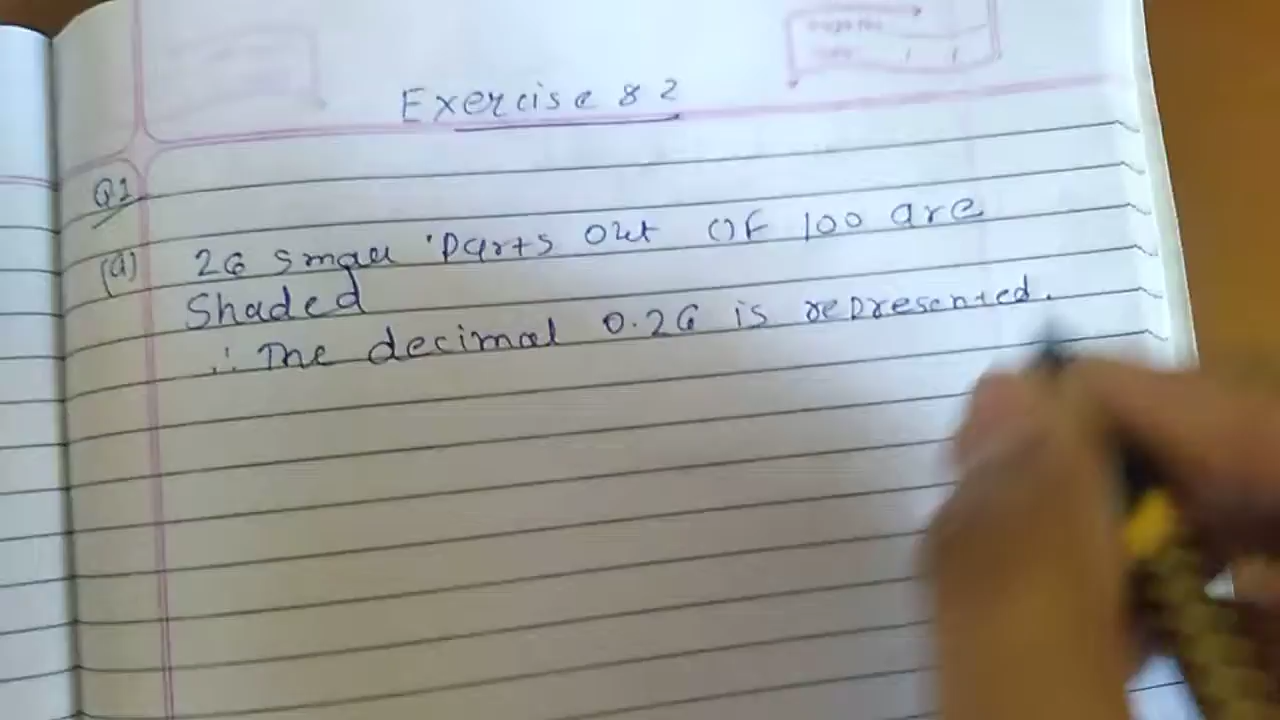 Exercise 8 2
Q1
(a) 26 small parts out of 100 are
Shaded
∴ The decimal 0.26 is represented.